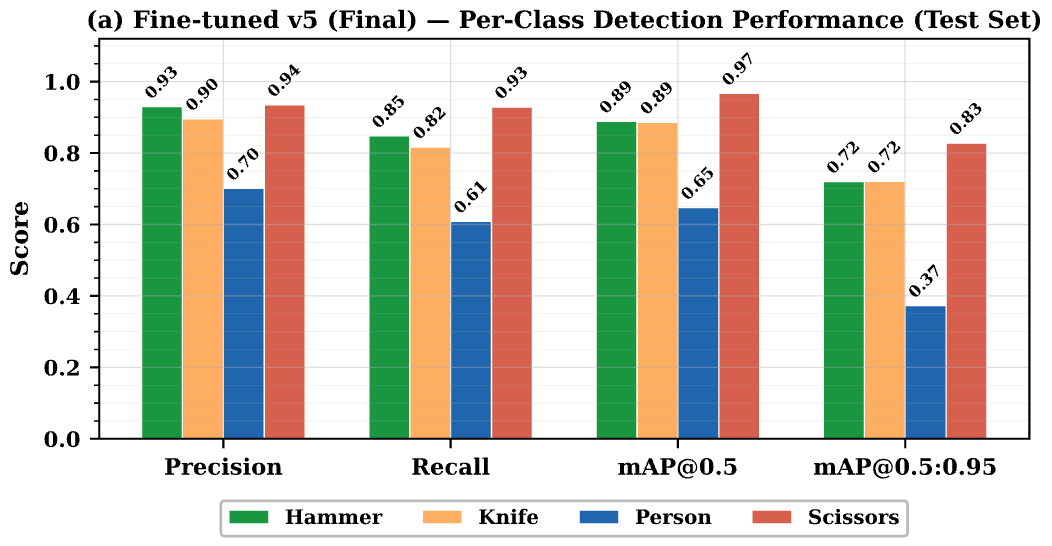 (a) Fine-tuned v5 (Final) — Per-Class Detection Performance (Test Set)
Score
1.0
0.8
0.6
0.4
0.2
0.0
0.93
0.90
0.70
0.94
0.85
0.82
0.61
0.93
0.89
0.89
0.65
0.97
0.72
0.72
0.37
0.83
Precision
Recall
mAP@0.5
mAP@0.5:0.95
Hammer
Knife
Person
Scissors